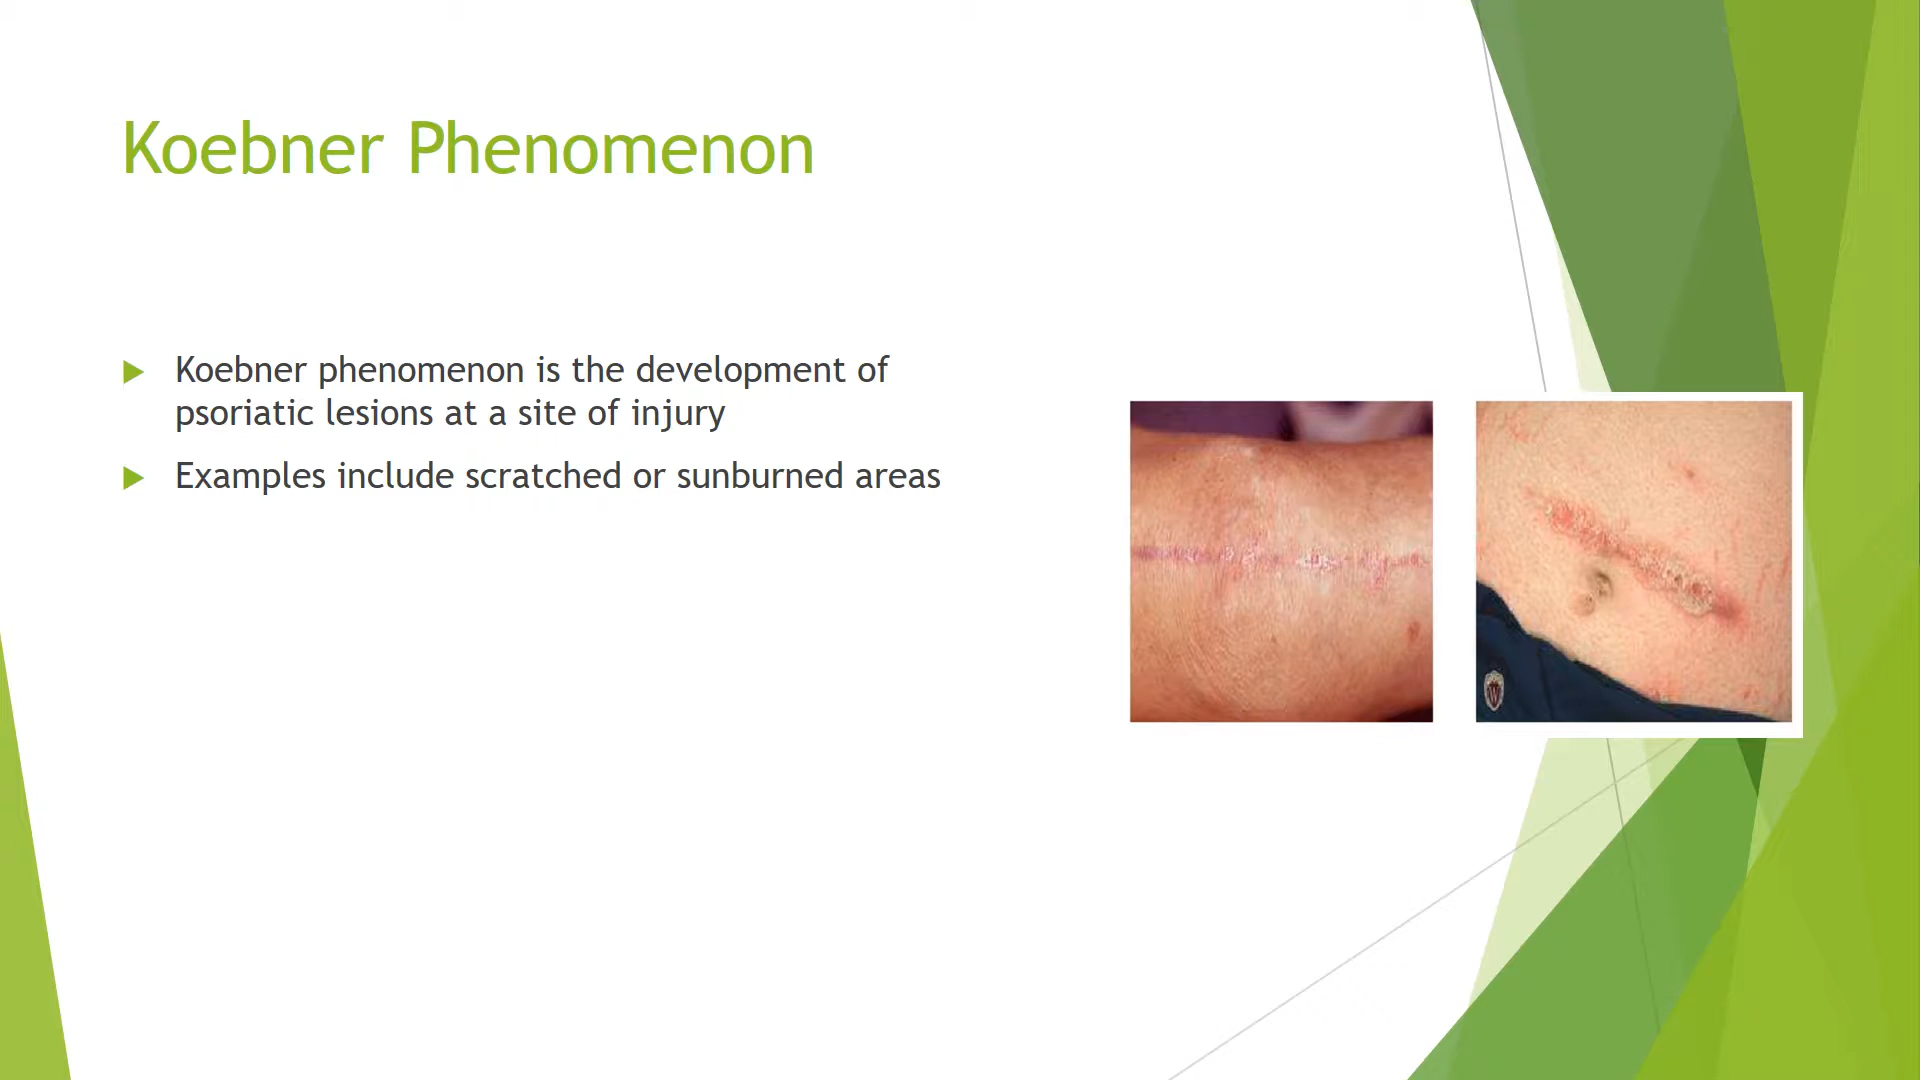 Koebner Phenomenon
Koebner phenomenon is the development of
psoriatic lesions at a site of injury
Examples include scratched or sunburned areas
W